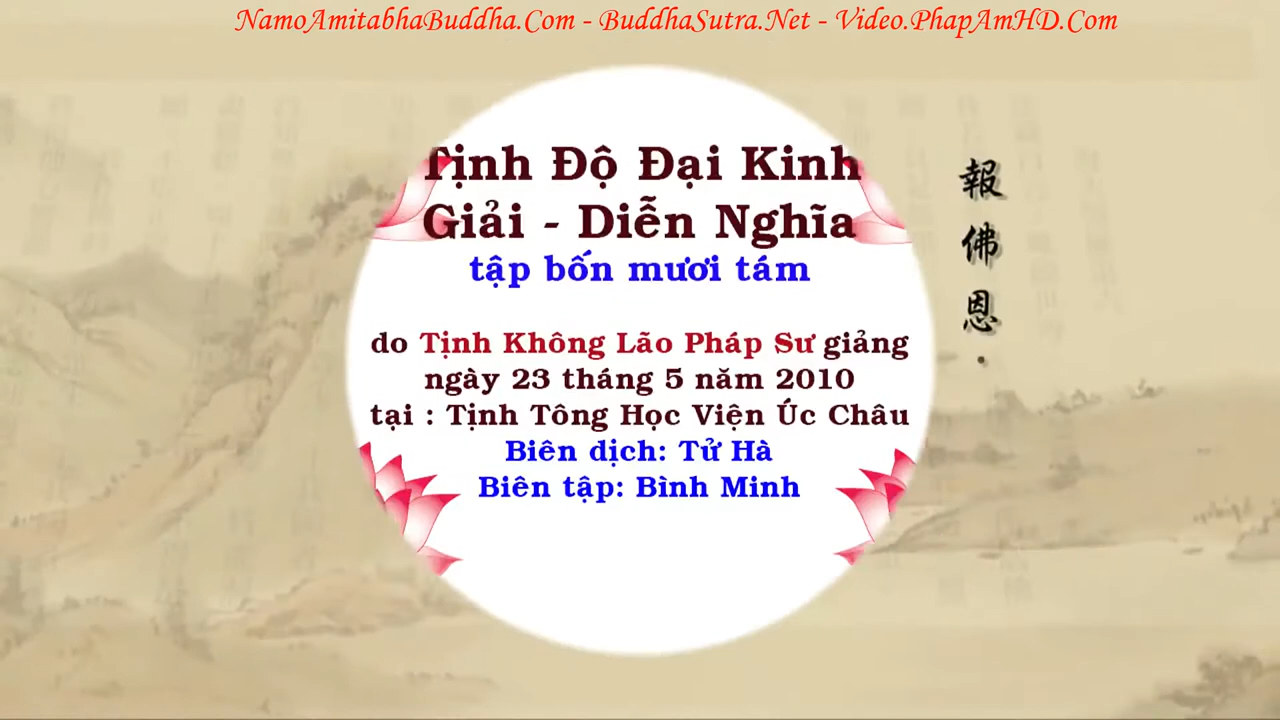 NamoAmitabhaBuddha.Com - BuddhaSutra.Net - Video.PhapAmHD.Com
Tịnh Độ Đại Kinh
Giải - Diễn Nghĩa
tập bốn mươi tám
do Tịnh Không Lão Pháp Sư giảng
ngày 23 tháng 5 năm 2010
tại : Tịnh Tông Học Viện Úc Châu
Biên dịch: Tử Hà
Biên tập: Bình Minh
報佛恩.